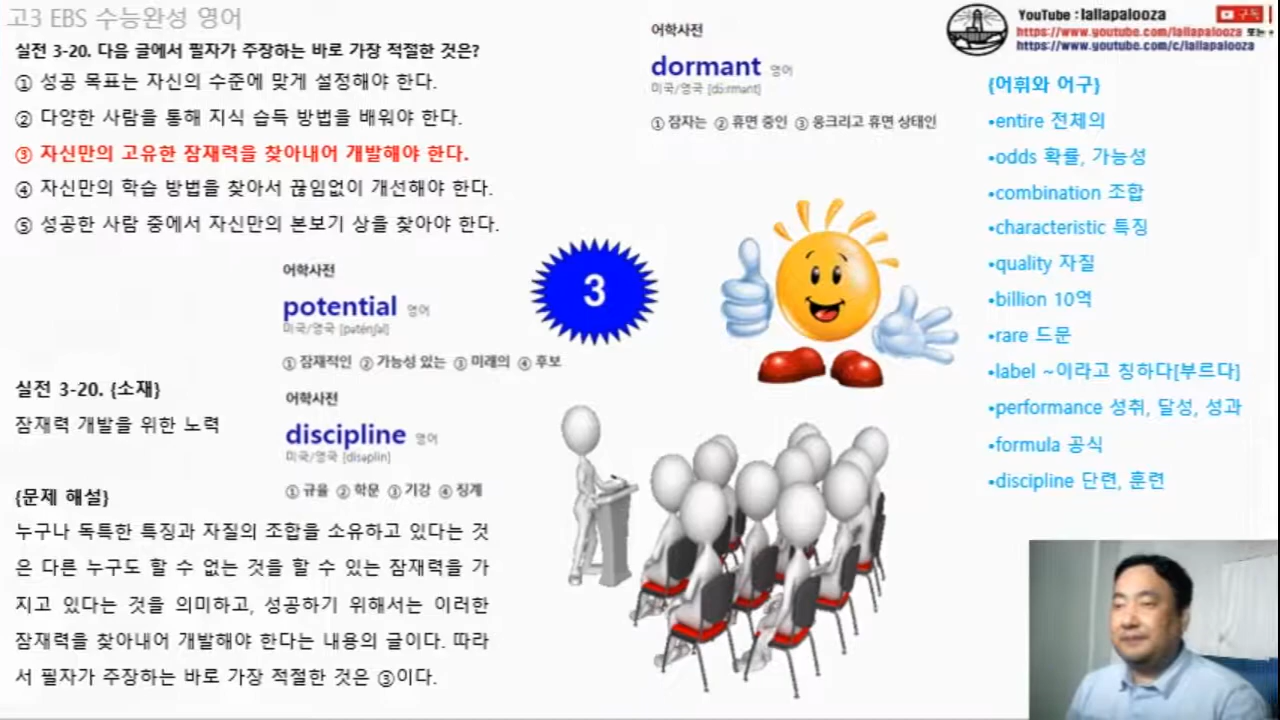 고3 EBS 수능완성 영어
실전 3-20. 다음 글에서 필자가 주장하는 바로 가장 적절한 것은?
① 성공 목표는 자신의 수준에 맞게 설정해야 한다.
② 다양한 사람을 통해 지식 습득 방법을 배워야 한다.
③ 자신만의 고유한 잠재력을 찾아내어 개발해야 한다.
④ 자신만의 학습 방법을 찾아서 끊임없이 개선해야 한다.
⑤ 성공한 사람 중에서 자신만의 본보기 상을 찾아야 한다.
어학사전
potential 영어
미국/영국 [pəténʃəl]
① 잠재적인 ② 가능성 있는 ③ 미래의 ④ 후보
어학사전
discipline 영어
미국/영국 [dísəplin]
① 규율 ② 학문 ③ 기강 ④ 징계
실전 3-20. {소재}
잠재력 개발을 위한 노력
{문제 해설}
누구나 독특한 특징과 자질의 조합을 소유하고 있다는 것
은 다른 누구도 할 수 없는 것을 할 수 있는 잠재력을 가
지고 있다는 것을 의미하고, 성공하기 위해서는 이러한
잠재력을 찾아내어 개발해야 한다는 내용의 글이다. 따라
서 필자가 주장하는 바로 가장 적절한 것은 ③이다.
어학사전
dormant 영어
미국/영국 [dɔ́:rmənt]
① 잠자는 ② 휴면 중인 ③ 웅크리고 휴면 상태인
3
YouTube : lallapalooza
구독
https://www.youtube.com/lallapalooza 또는
https://www.youtube.com/c/lallapalooza
{어휘와 어구}
•entire 전체의
•odds 확률, 가능성
•combination 조합
•characteristic 특징
•quality 자질
•billion 10억
•rare 드문
•label ~이라고 칭하다[부르다]
•performance 성취, 달성, 성과
•formula 공식
•discipline 단련, 훈련